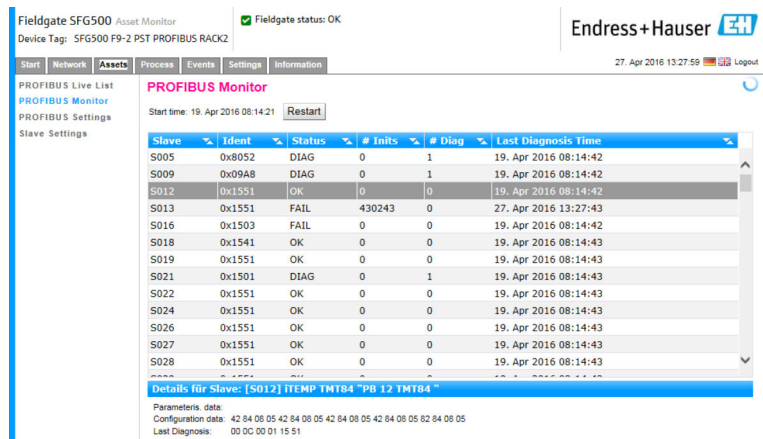 Fieldgate SFG500 Asset Monitor
Device Tag: SFG500 F9-2
PST PROFIBUS RACK2
Fieldgate status: OK
Endress+Hauser EH
Start Network Assets Process Events Settings Information
27. Apr 2016 13:27:59 Logout
PROFIBUS Live List
PROFIBUS Monitor
PROFIBUS Settings
Slave Settings
PROFIBUS Monitor
Start time: 19. Apr 2016 08:14:21 Restart
Slave Ident Status # Inits # Diag Last Diagnosis Time
S005 0x8052 DIAG 0 1 19. Apr 2016 08:14:42
S009 0x09A8 DIAG 0 1 19. Apr 2016 08:14:42
S012 0x1551 OK 0 0 19. Apr 2016 08:14:42
S013 0x1551 FAIL 430243 0 27. Apr 2016 13:27:43
S016 0x1503 FAIL 0 0 19. Apr 2016 08:14:42
S018 0x1541 OK 0 0 19. Apr 2016 08:14:43
S019 0x1551 OK 0 0 19. Apr 2016 08:14:43
S021 0x1501 DIAG 0 1 19. Apr 2016 08:14:43
S022 0x1551 OK 0 0 19. Apr 2016 08:14:43
S024 0x1551 OK 0 0 19. Apr 2016 08:14:43
S026 0x1551 OK 0 0 19. Apr 2016 08:14:43
S027 0x1551 OK 0 0 19. Apr 2016 08:14:43
S028 0x1551 OK 0 0 19. Apr 2016 08:14:43
Details für Slave: [S012] iTEMP TMT84 "PB 12 TMT84 "
Parameteris. data:
Configuration data: 42 84 08 05 42 84 08 05 42 84 08 05 42 84 08 05 82 84 08 05
Last Diagnosis: 00 0C 00 01 15 51